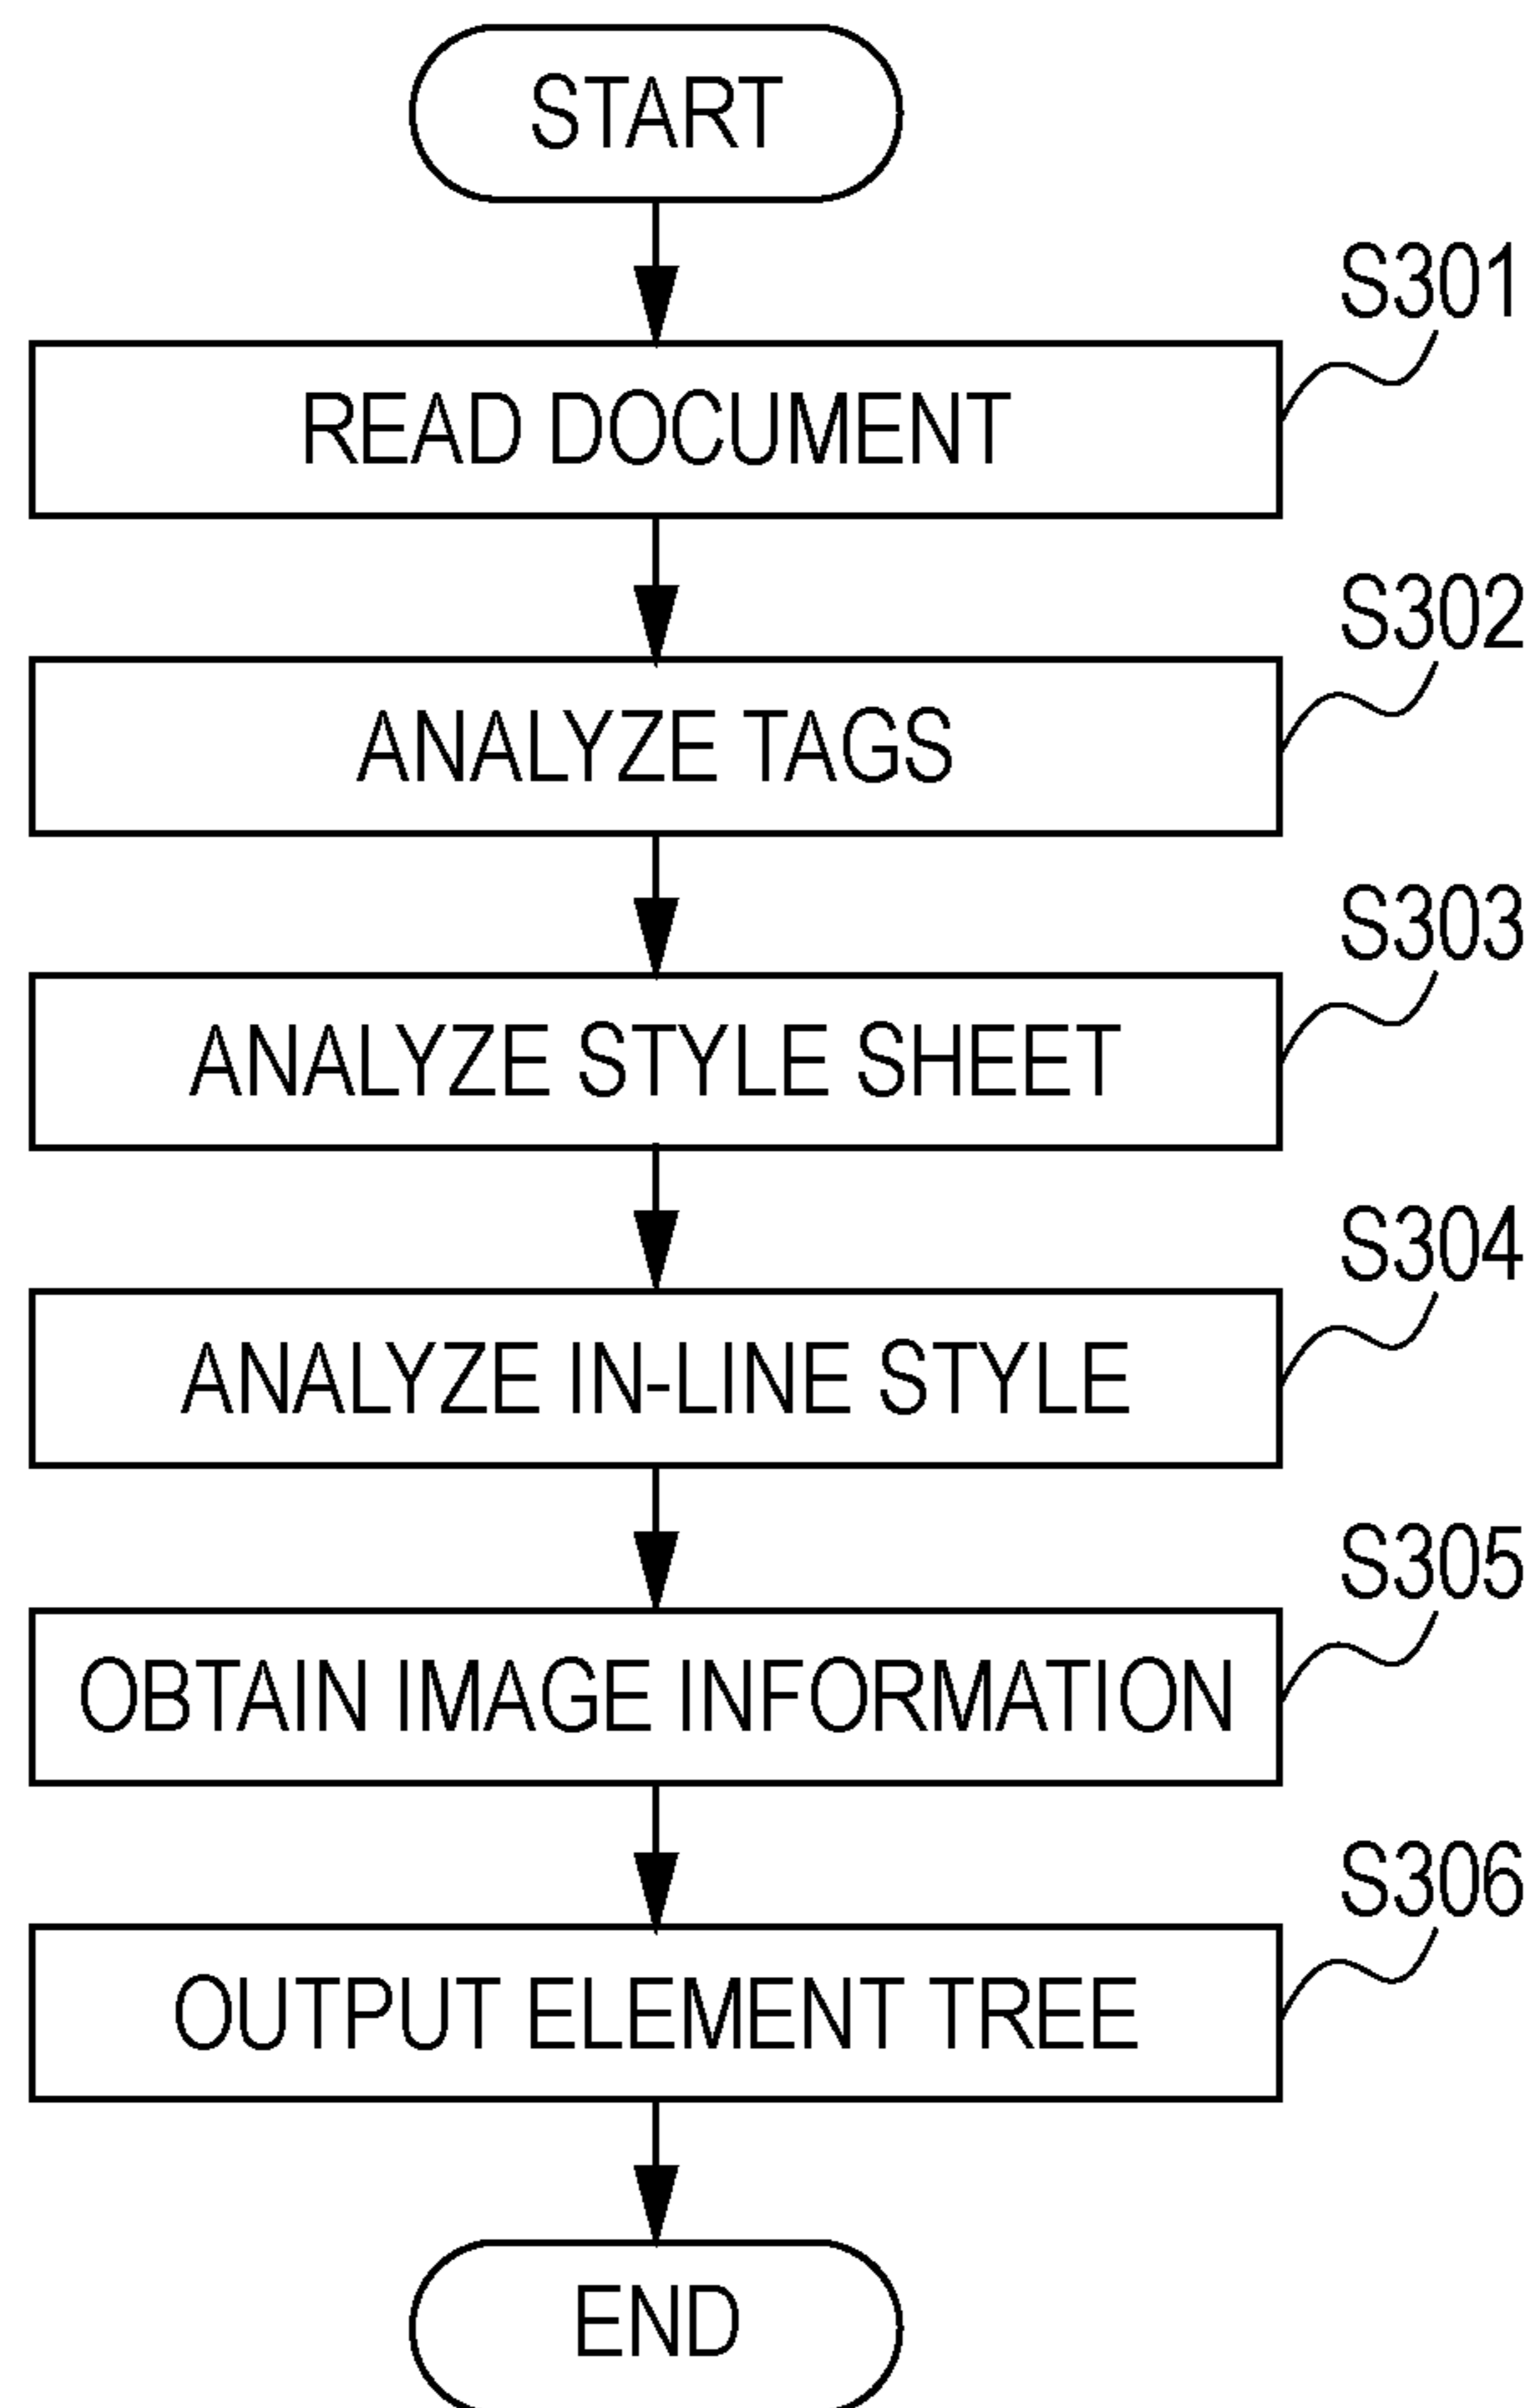 START
S301
READ DOCUMENT
S302
ANALYZE TAGS
S303
ANALYZE STYLE SHEET
S304
ANALYZE IN-LINE STYLE
S305
OBTAIN IMAGE INFORMATION
S306
OUTPUT ELEMENT TREE
END